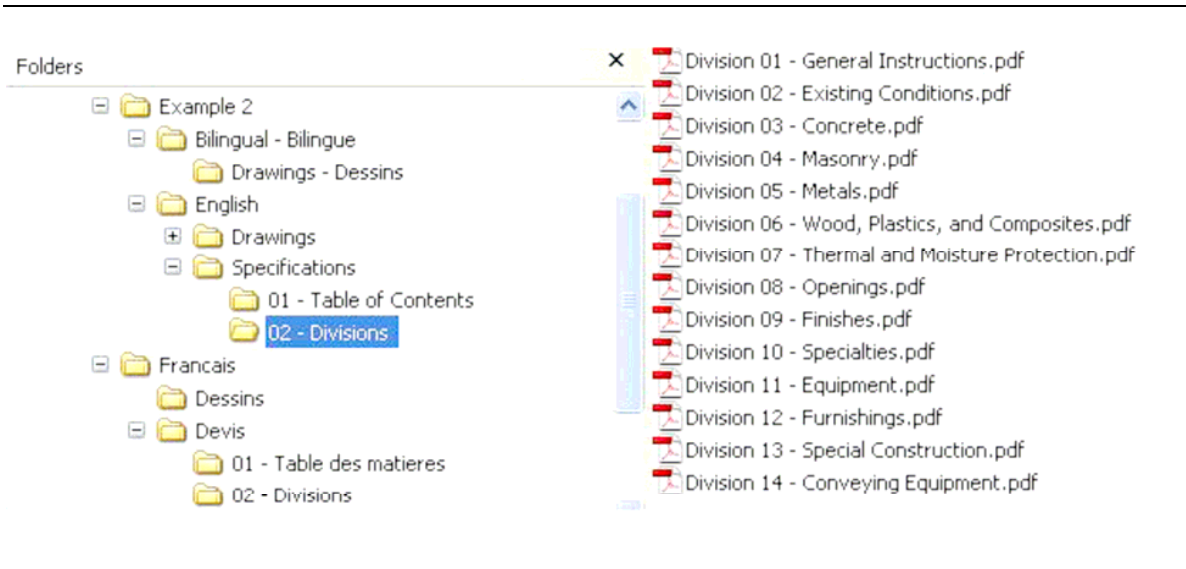 Folders
Example 2
Bilingual - Bilingue
Drawings - Dessins
English
Drawings
Specifications
01 - Table of Contents
02 - Divisions
Francais
Dessins
Devis
01 - Table des matieres
02 - Divisions
Division 01 - General Instructions.pdf
Division 02 - Existing Conditions.pdf
Division 03 - Concrete.pdf
Division 04 - Masonry.pdf
Division 05 - Metals.pdf
Division 06 - Wood, Plastics, and Composites.pdf
Division 07 - Thermal and Moisture Protection.pdf
Division 08 - Openings.pdf
Division 09 - Finishes.pdf
Division 10 - Specialties.pdf
Division 11 - Equipment.pdf
Division 12 - Furnishings.pdf
Division 13 - Special Construction.pdf
Division 14 - Conveying Equipment.pdf